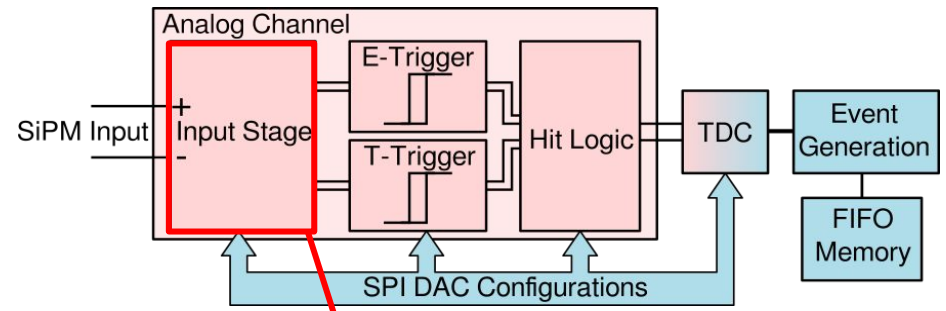 Analog Channel
SiPM Input
+
-
Input Stage
E-Trigger
T-Trigger
Hit Logic
TDC
Event
Generation
FIFO
Memory
SPI DAC Configurations